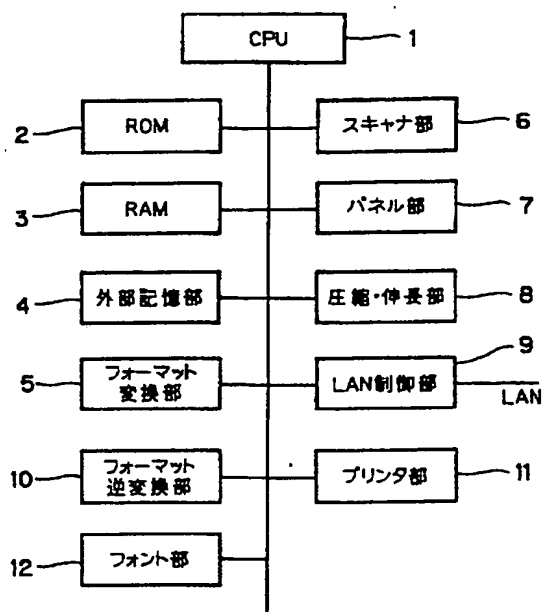 CPU
1
2
ROM
スキャナ部
6
3
RAM
パネル部
7
4
外部記憶部
圧縮・伸長部
8
5
フォーマット
変換部
LAN制御部
9
LAN
10
フォーマット
逆変換部
プリンタ部
11
12
フォント部